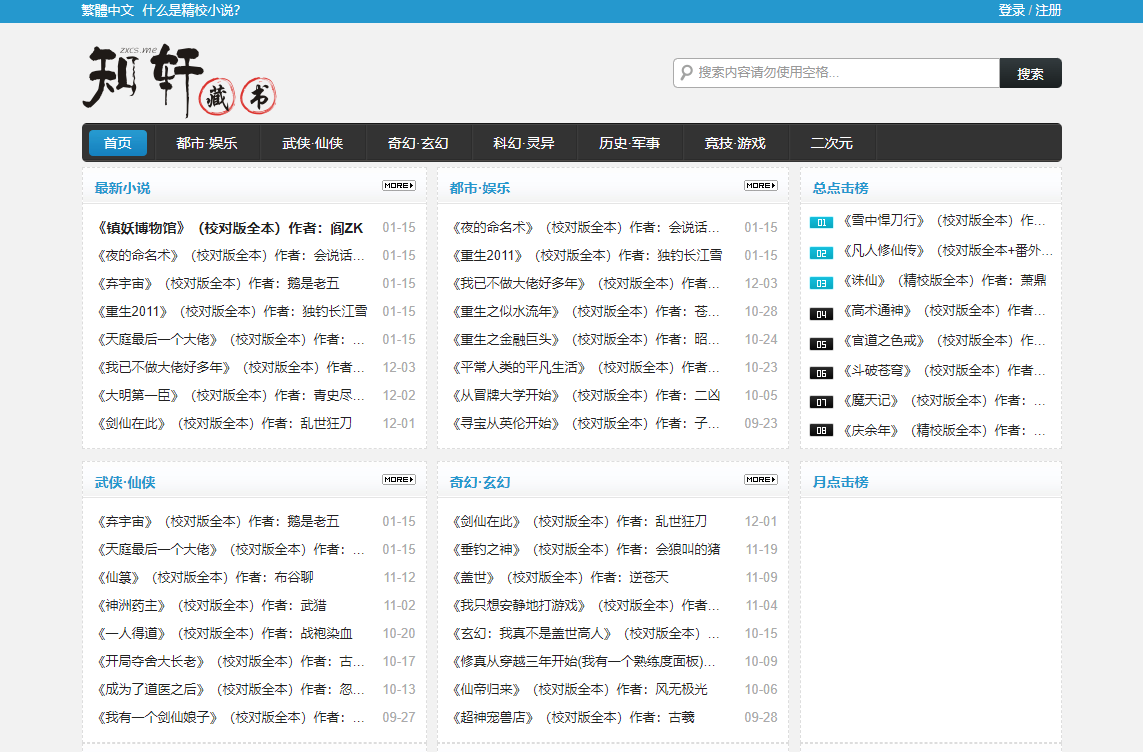 繁體中文 什么是精校小说？
登录 / 注册
zxcs.me
知轩藏书
搜索内容请勿使用空格...
搜索
首页 都市·娱乐 武侠·仙侠 奇幻·玄幻 科幻·灵异 历史·军事 竞技·游戏 二次元
最新小说 MORE
《镇妖博物馆》（校对版全本）作者：阎ZK 01-15
《夜的命名术》（校对版全本）作者：会说话... 01-15
《弃宇宙》（校对版全本）作者：鹅是老五 01-15
《重生2011》（校对版全本）作者：独钓长江雪 01-15
《天庭最后一个大佬》（校对版全本）作者：... 01-15
《我已不做大佬好多年》（校对版全本）作者... 12-03
《大明第一臣》（校对版全本）作者：青史尽... 12-02
《剑仙在此》（校对版全本）作者：乱世狂刀 12-01
都市·娱乐 MORE
《夜的命名术》（校对版全本）作者：会说话... 01-15
《重生2011》（校对版全本）作者：独钓长江雪 01-15
《我已不做大佬好多年》（校对版全本）作者... 12-03
《重生之似水流年》（校对版全本）作者：苍... 10-28
《重生之金融巨头》（校对版全本）作者：昭... 10-24
《平常人类的平凡生活》（校对版全本）作者... 10-23
《从冒牌大学开始》（校对版全本）作者：二凶 10-05
《寻宝从英伦开始》（校对版全本）作者：子... 09-23
总点击榜
01 《雪中悍刀行》（校对版全本）作...
02 《凡人修仙传》（校对版全本+番外...
03 《诛仙》（精校版全本）作者：萧鼎
04 《高术通神》（校对版全本）作者...
05 《官道之色戒》（校对版全本）作...
06 《斗破苍穹》（校对版全本）作者...
07 《魔天记》（校对版全本）作者：...
08 《庆余年》（精校版全本）作者：...
武侠·仙侠 MORE
《弃宇宙》（校对版全本）作者：鹅是老五 01-15
《天庭最后一个大佬》（校对版全本）作者：... 01-15
《仙箓》（校对版全本）作者：布谷聊 11-12
《神洲药主》（校对版全本）作者：武猎 11-02
《一人得道》（校对版全本）作者：战袍染血 10-20
《开局夺舍大长老》（校对版全本）作者：古... 10-17
《成为了道医之后》（校对版全本）作者：忽... 10-13
《我有一个剑仙娘子》（校对版全本）作者：... 09-27
奇幻·玄幻 MORE
《剑仙在此》（校对版全本）作者：乱世狂刀 12-01
《垂钓之神》（校对版全本）作者：会狼叫的猪 11-19
《盖世》（校对版全本）作者：逆苍天 11-09
《我只想安静地打游戏》（校对版全本）作者... 11-04
《玄幻：我真不是盖世高人》（校对版全本）... 10-15
《修真从穿越三年开始(我有一个熟练度面板)... 10-09
《仙帝归来》（校对版全本）作者：风无极光 10-06
《超神宠兽店》（校对版全本）作者：古羲 09-28
月点击榜